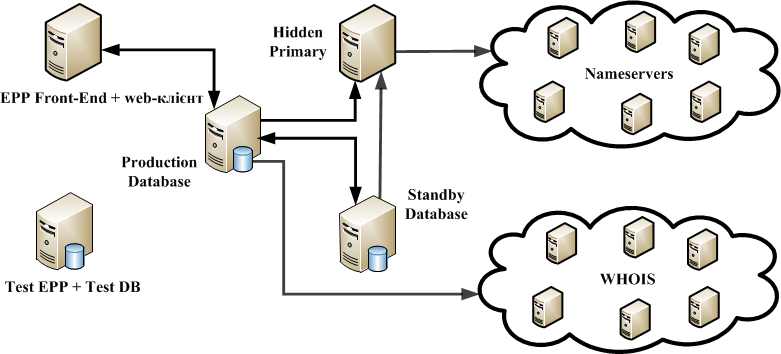 Hidden
Primary
Nameservers
EPP Front-End + web-клієнт
Production
Database
Standby
Database
Test EPP + Test DB
WHOIS